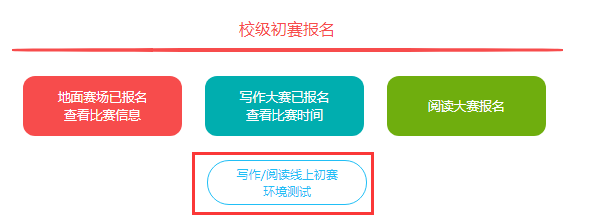 校级初赛报名
地面赛场已报名
查看比赛信息
写作大赛已报名
查看比赛时间
阅读大赛报名
写作/阅读线上初赛
环境测试